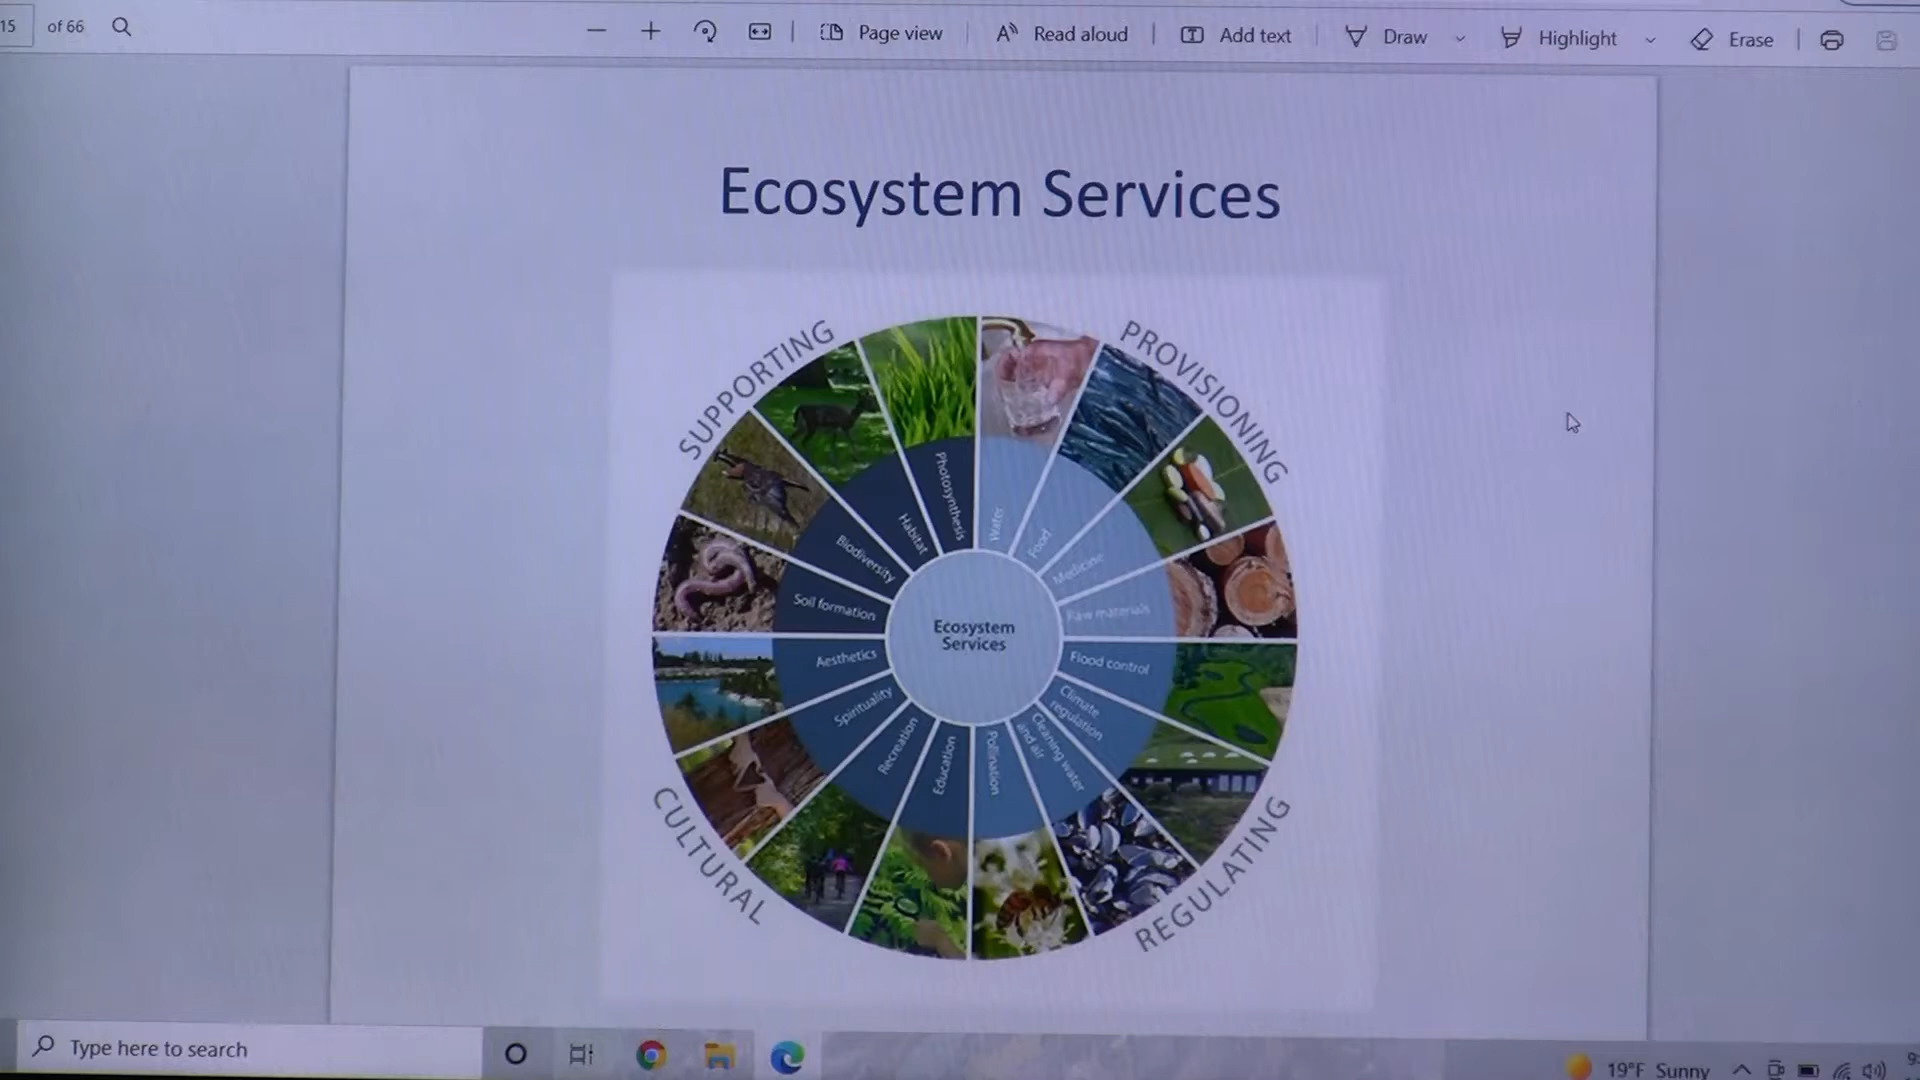 15 of 66
Page view
Read aloud
Add text
Draw
Highlight
Erase
Ecosystem Services
SUPPORTING
PROVISIONING
Photosynthesis
Habitat
Biodiversity
Soil formation
Water
Food
Medicine
Raw materials
Ecosystem
Services
Aesthetics
Spirituality
Recreation
Education
Flood control
Climate
regulation
Cleaning water
and air
Pollination
CULTURAL
REGULATING
Type here to search
19°F Sunny